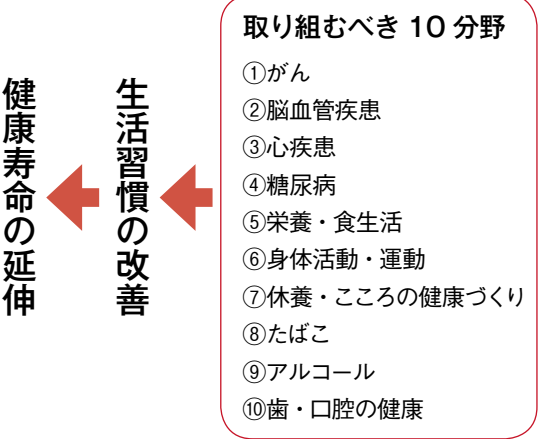 取り組むべき 10 分野
①がん
②脳血管疾患
③心疾患
④糖尿病
⑤栄養・食生活
⑥身体活動・運動
⑦休養・こころの健康づくり
⑧たばこ
⑨アルコール
⑩歯・口腔の健康
生活習慣の改善
健康寿命の延伸